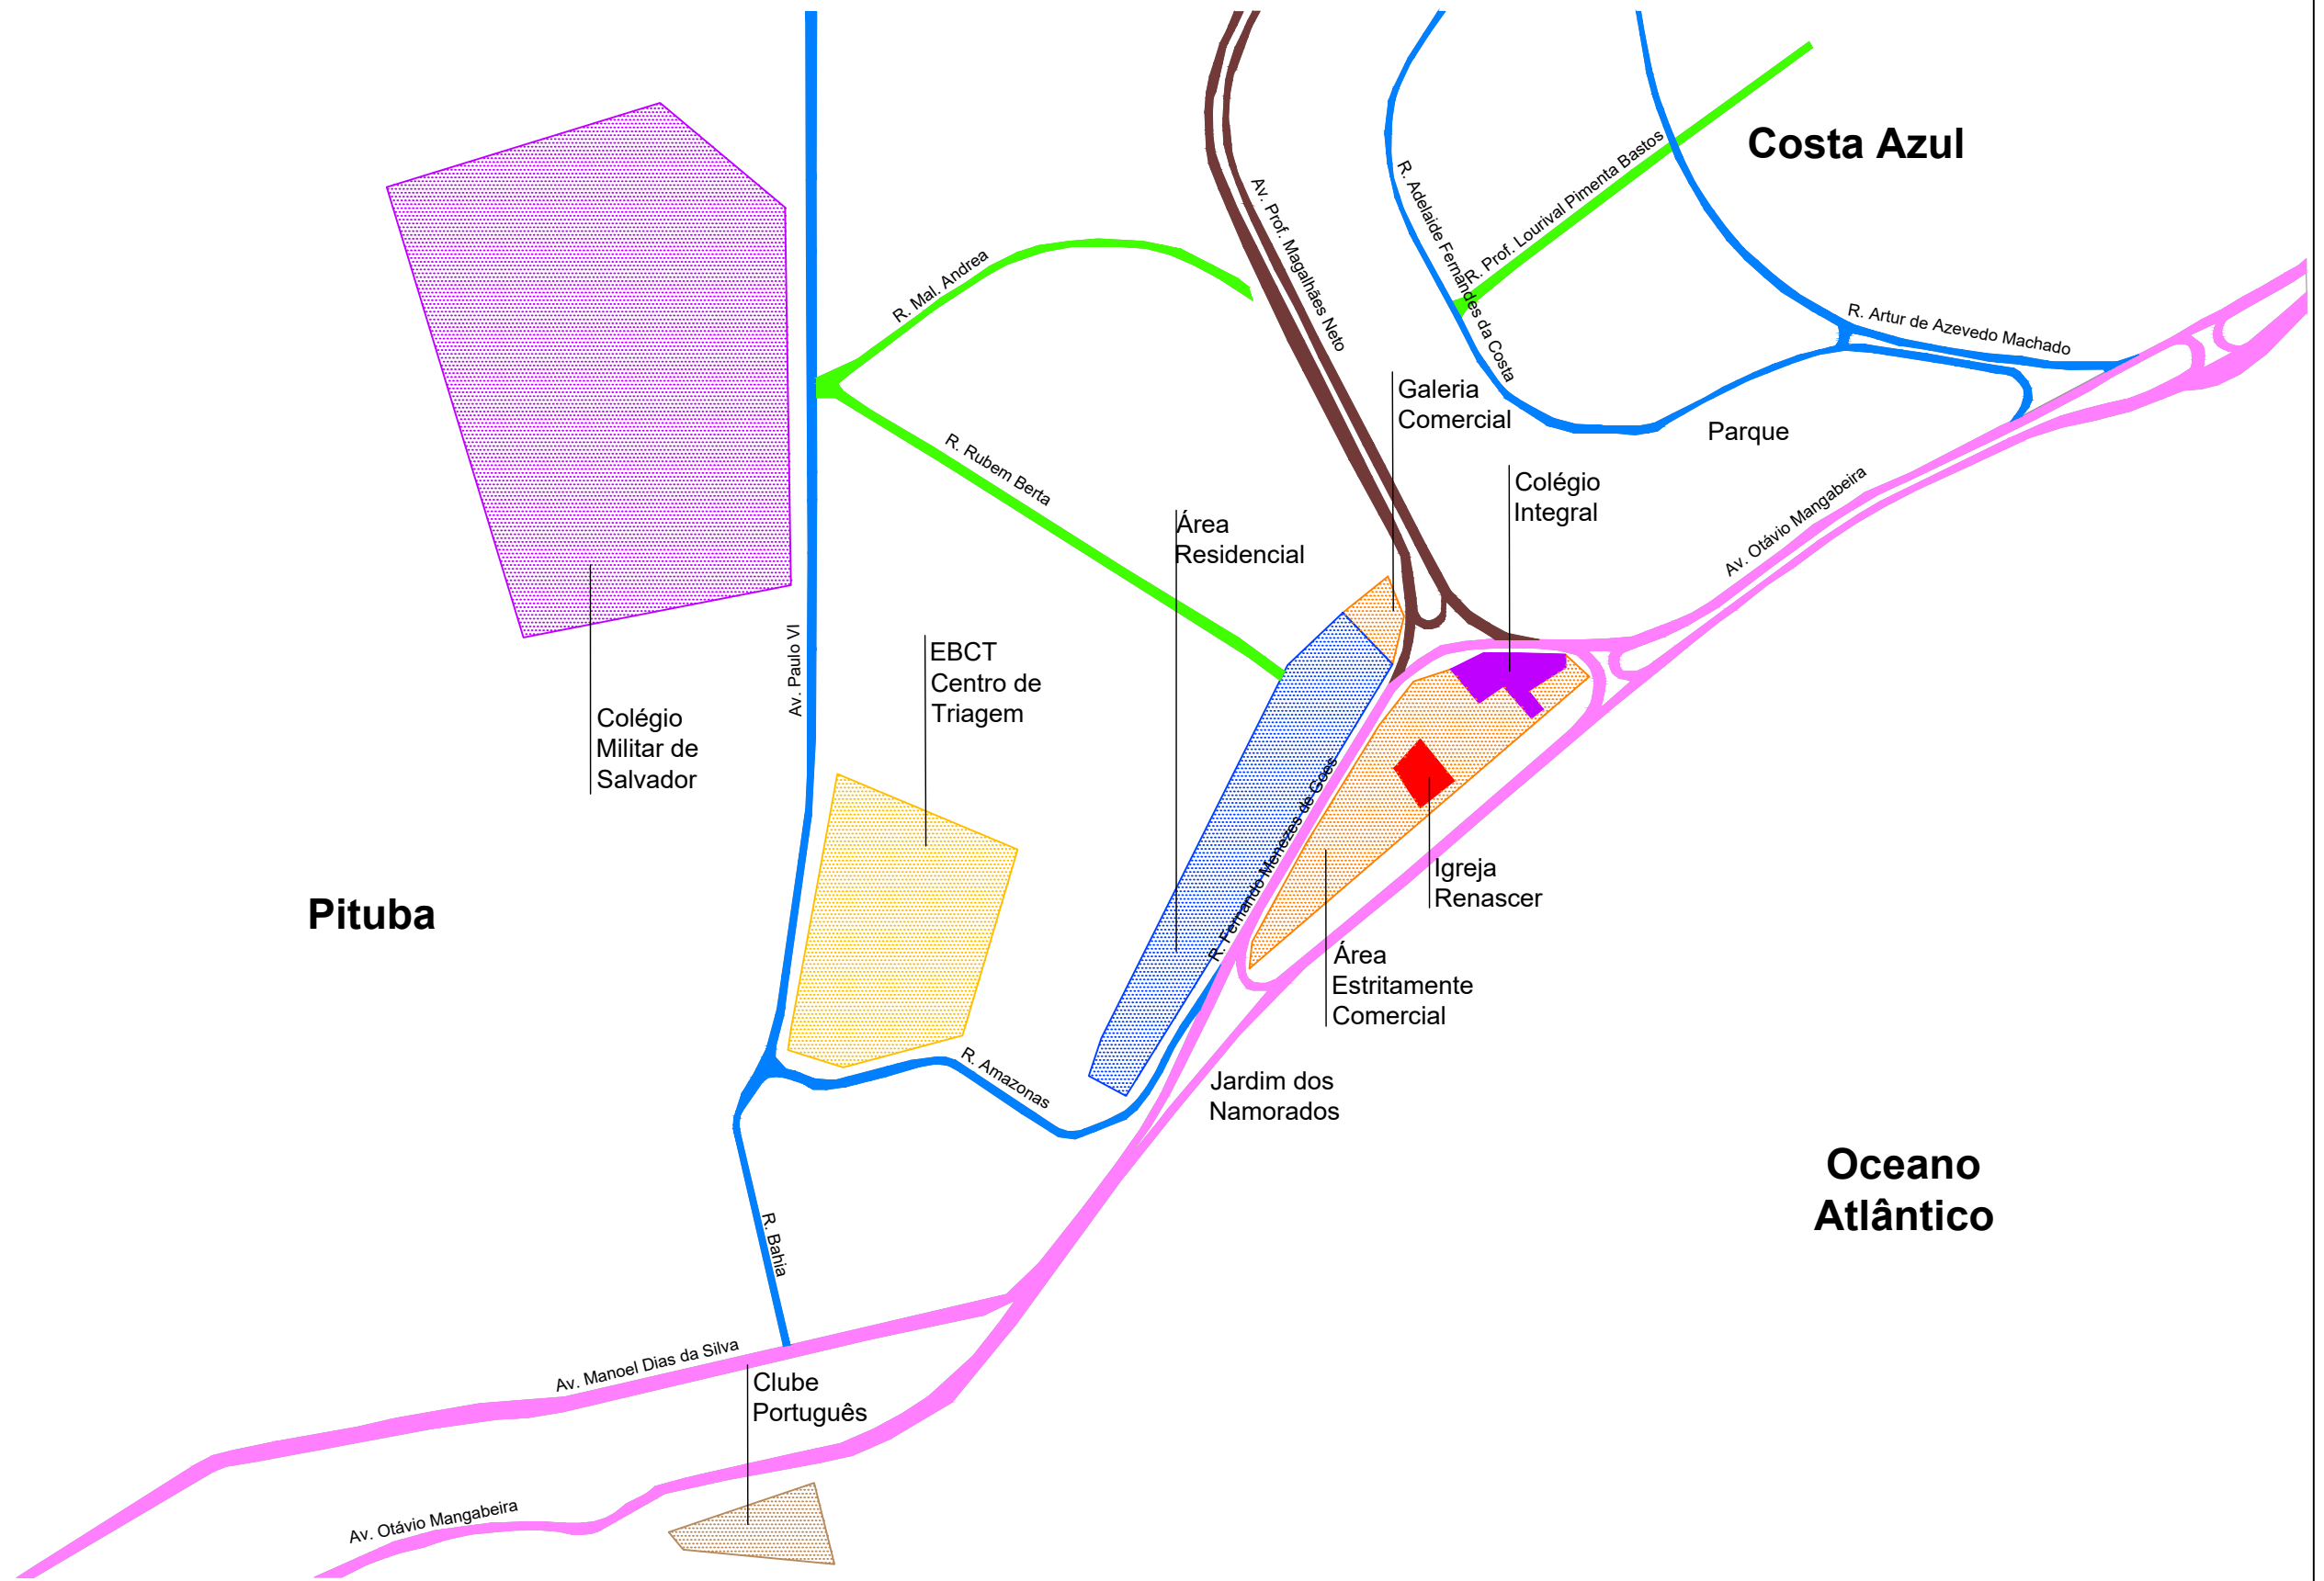 Costa Azul
R. Prof. Lourival Pimenta Bastos
R. Adelaide Fernandes da Costa
Av. Prof. Magalhães Neto
R. Mal. Andrea
R. Artur de Azevedo Machado
Galeria
Comercial
Parque
R. Rubem Berta
Colégio
Integral
Av. Otávio Mangabeira
Área
Residencial
Av. Paulo VI
EBCT
Centro de
Triagem
Colégio
Militar de
Salvador
R. Fernando Menezes de Goes
Pituba
Igreja
Renascer
Área
Estritamente
Comercial
R. Amazonas
Jardim dos
Namorados
Oceano
Atlântico
R. Bahia
Av. Manoel Dias da Silva
Clube
Português
Av. Otávio Mangabeira